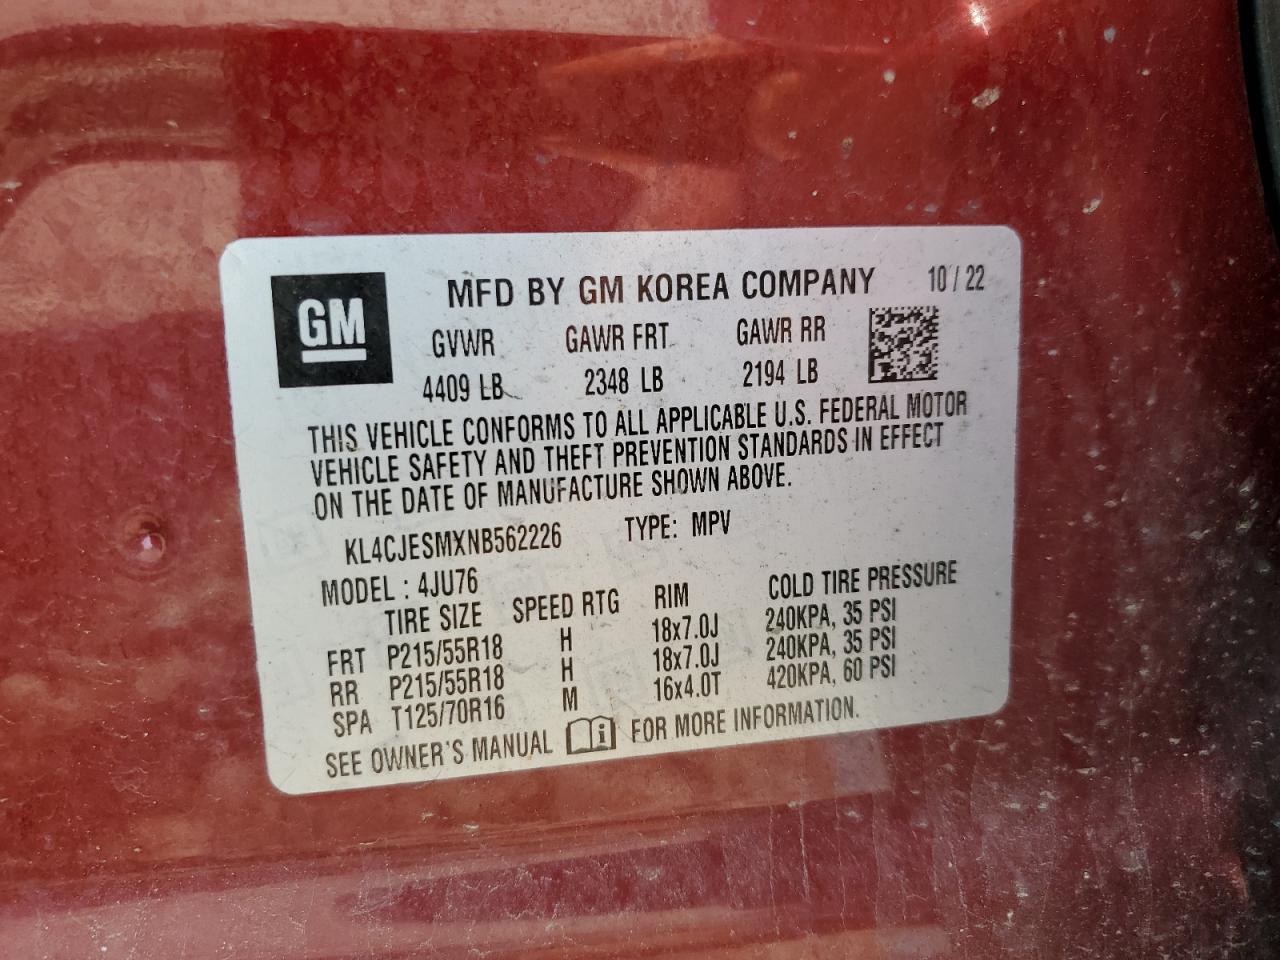 GM
MFD BY GM KOREA COMPANY 10 / 22
GVWR GAWR FRT GAWR RR
4409 LB 2348 LB 2194 LB
THIS VEHICLE CONFORMS TO ALL APPLICABLE U.S. FEDERAL MOTOR
VEHICLE SAFETY AND THEFT PREVENTION STANDARDS IN EFFECT
ON THE DATE OF MANUFACTURE SHOWN ABOVE.
KL4CJESMXNB562226 TYPE: MPV
MODEL : 4JU76
TIRE SIZE SPEED RTG RIM COLD TIRE PRESSURE
FRT P215/55R18 H 18x7.0J 240KPA, 35 PSI
RR P215/55R18 H 18x7.0J 240KPA, 35 PSI
SPA T125/70R16 M 16x4.0T 420KPA, 60 PSI
SEE OWNER'S MANUAL i FOR MORE INFORMATION.